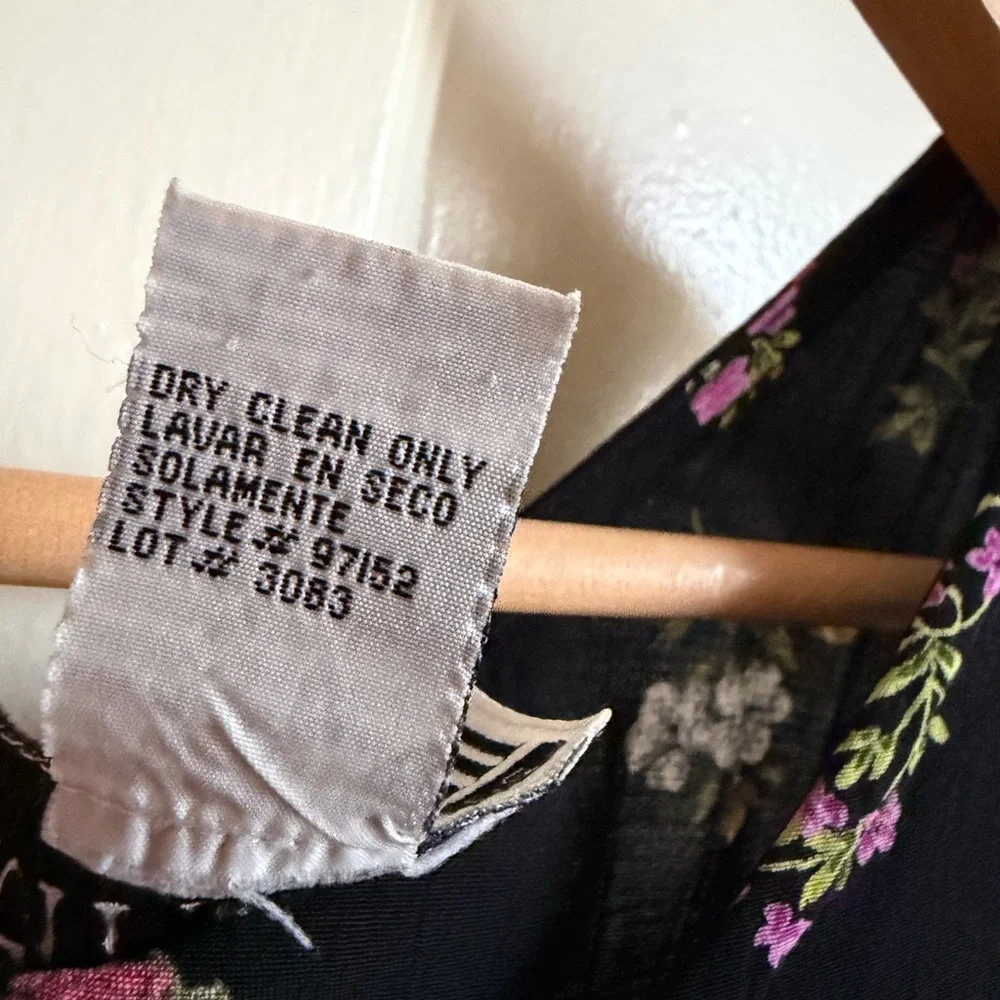 DRY CLEAN ONLY
LAVAR EN SECO
SOLAMENTE
STYLE # 97152
LOT # 3083